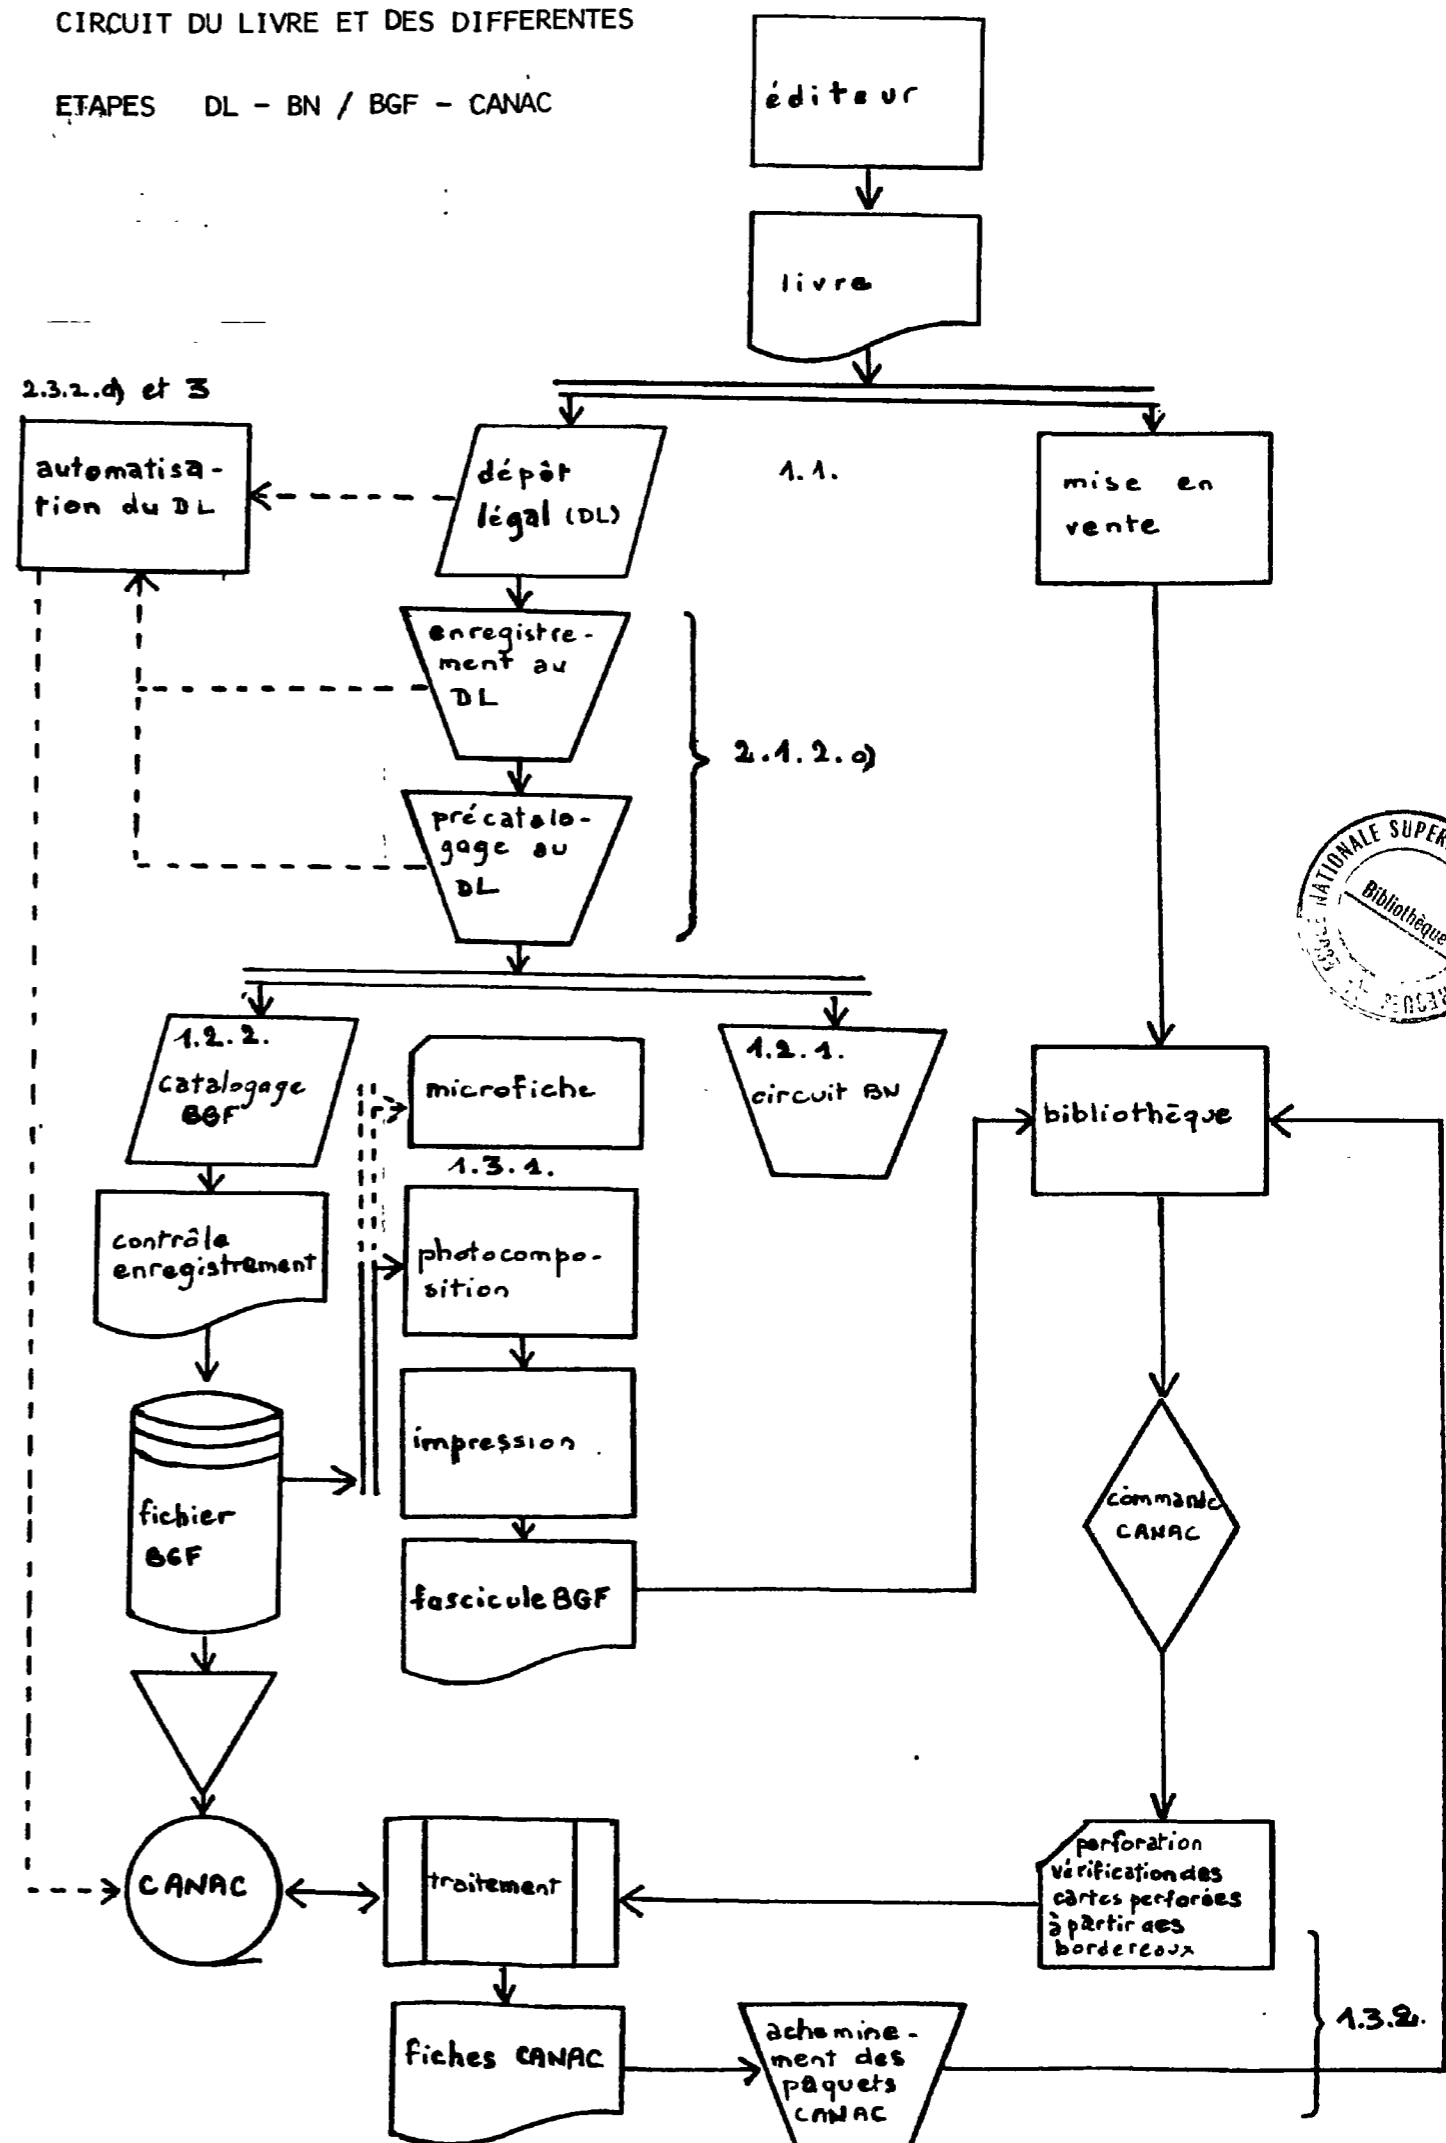 CIRCUIT DU LIVRE ET DES DIFFERENTES
ETAPES DL - BN / BGF - CANAC
éditeur
livre
2.3.2.d) et 3
automatisa-
tion du DL
dépôt
légal (DL)
1.1.
mise en
vente
enregistre-
ment au
DL
2.1.2.a)
précatalo-
gage au
DL
ECOLE NATIONALE SUPER
Bibliothèque
1.2.2.
catalogage
BGF
microfiche
1.2.1.
circuit BN
bibliothèque
1.3.1.
contrôle
enregistrement
photocompo-
sition
impression
fichier
BGF
fascicule BGF
commande
CANAC
CANAC
traitement
perforation
vérification des
cartes perforées
à partir des
bordereaux
1.3.2.
fiches CANAC
achemine-
ment des
paquets
CANAC